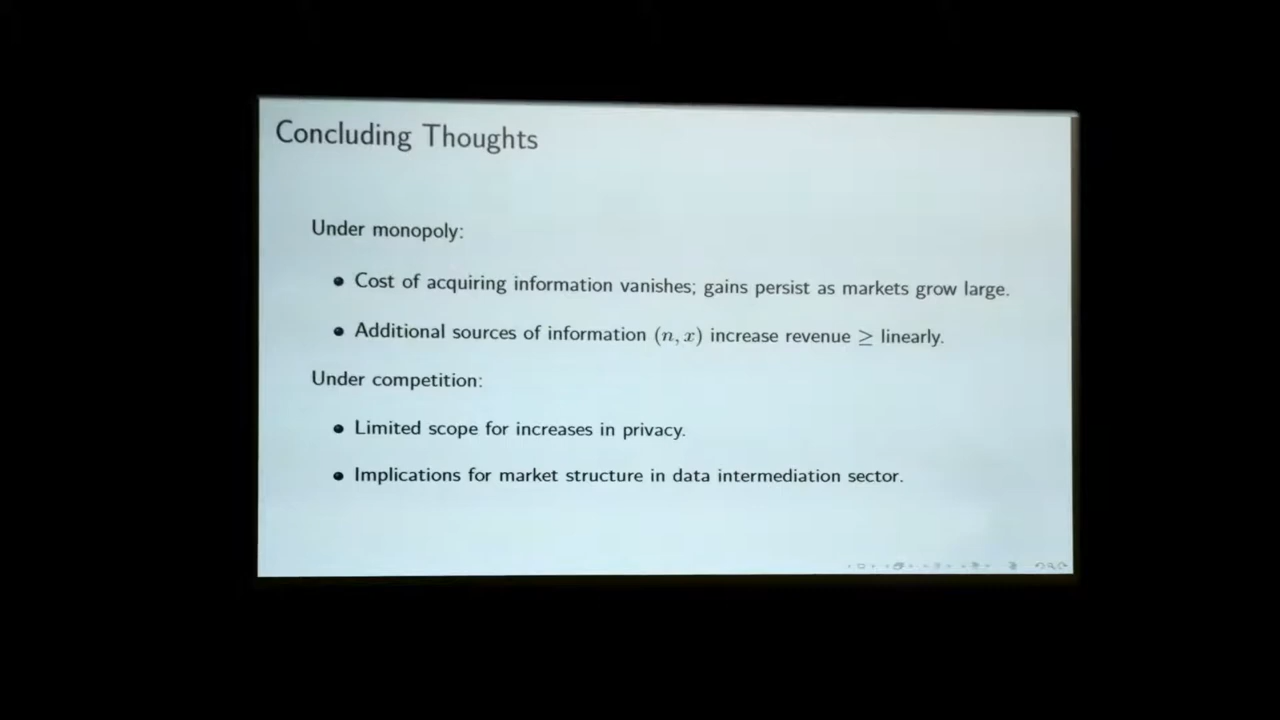 Concluding Thoughts
Under monopoly:
• Cost of acquiring information vanishes; gains persist as markets grow large.
• Additional sources of information (n, x) increase revenue ≥ linearly.
Under competition:
• Limited scope for increases in privacy.
• Implications for market structure in data intermediation sector.